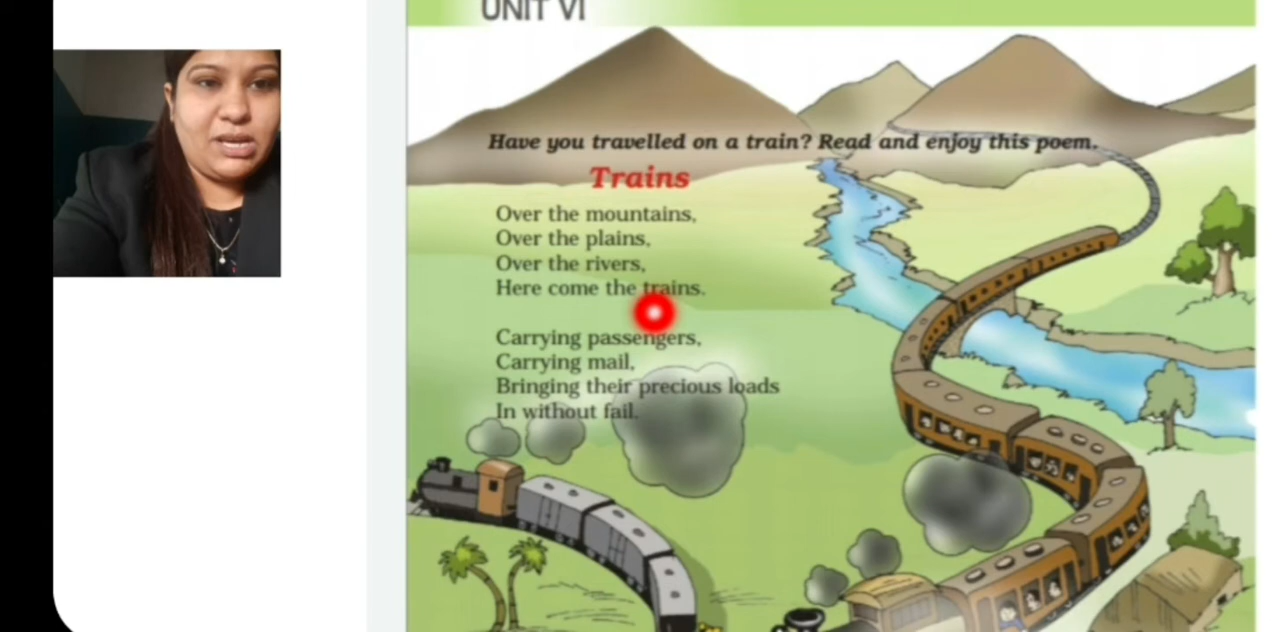 UNIT VI
Have you travelled on a train? Read and enjoy this poem.
Trains
Over the mountains,
Over the plains,
Over the rivers,
Here come the trains.
Carrying passengers,
Carrying mail,
Bringing their precious loads
In without fail.